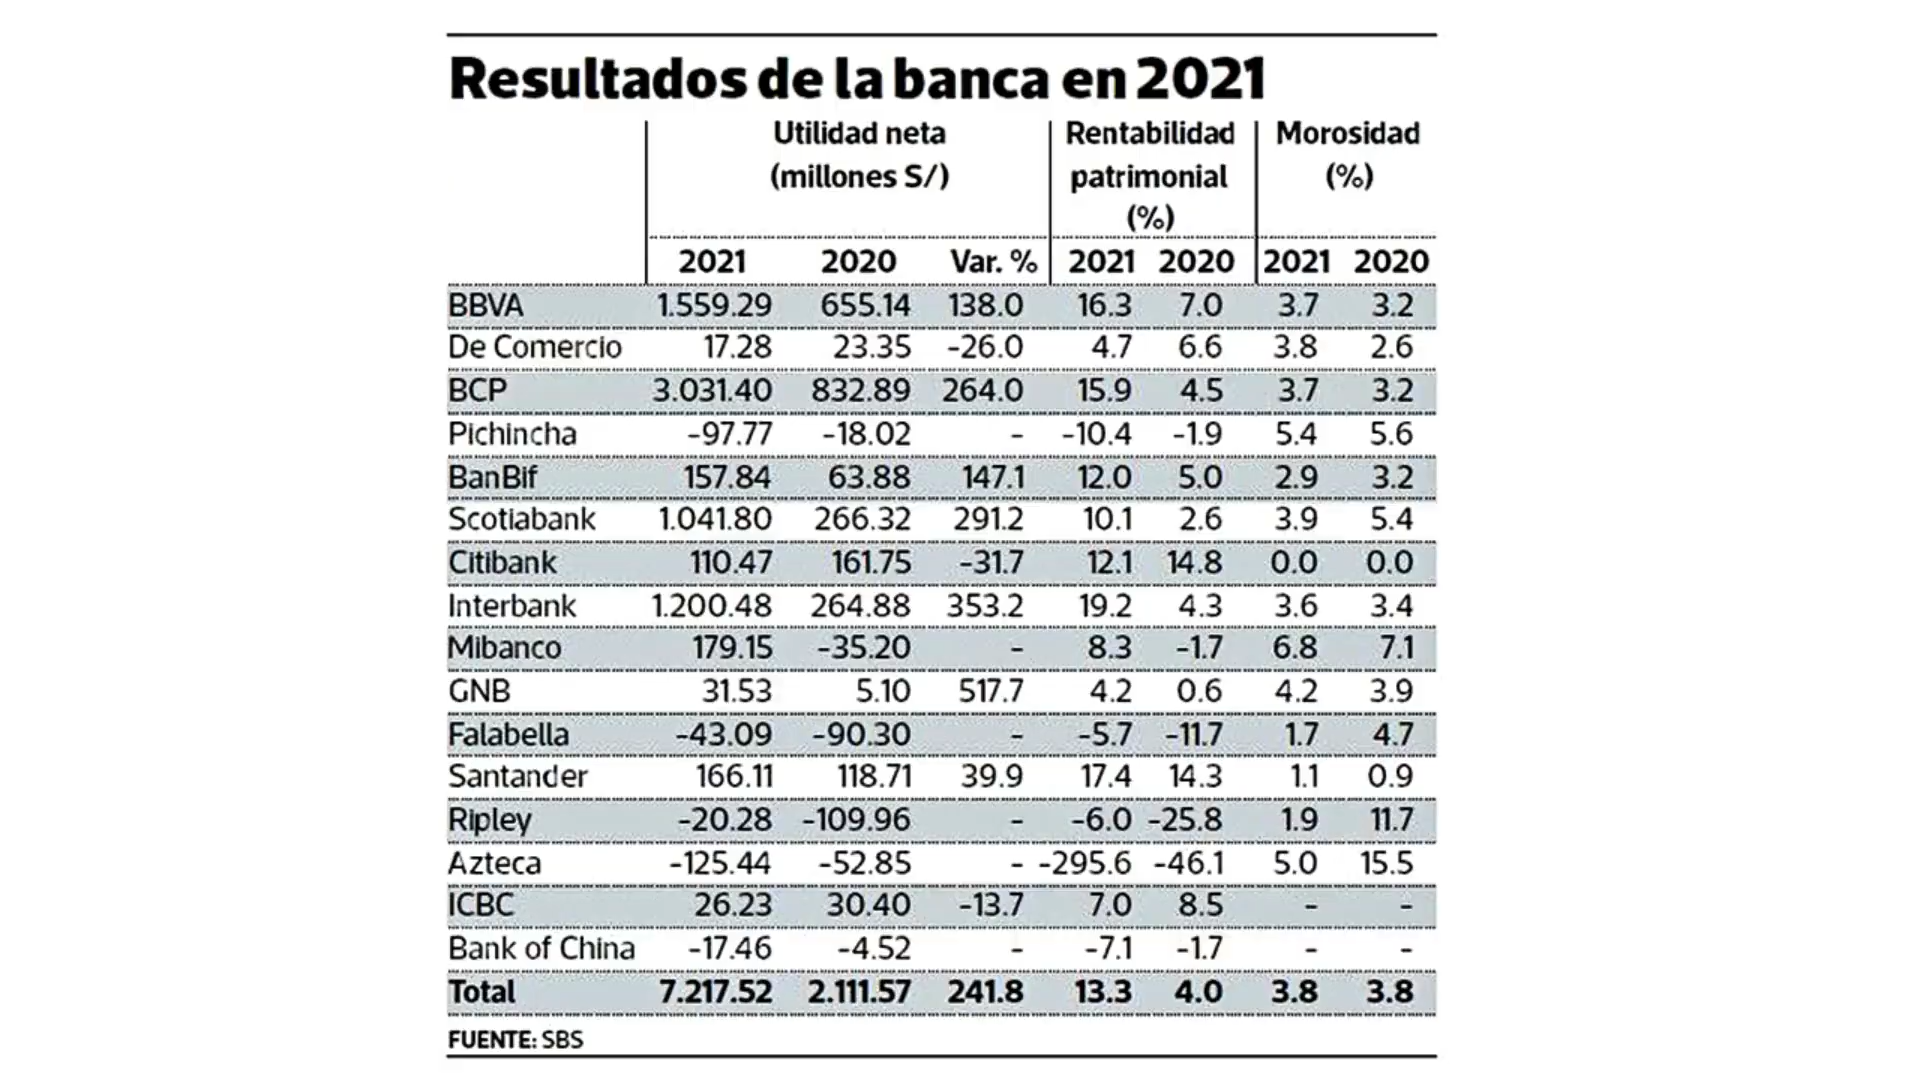 Resultados de la banca en 2021
Utilidad neta Rentabilidad Morosidad
(millones S/) patrimonial (%)
(%)
2021 2020 Var. % 2021 2020 2021 2020
BBVA 1.559.29 655.14 138.0 16.3 7.0 3.7 3.2
De Comercio 17.28 23.35 -26.0 4.7 6.6 3.8 2.6
BCP 3.031.40 832.89 264.0 15.9 4.5 3.7 3.2
Pichincha -97.77 -18.02 - -10.4 -1.9 5.4 5.6
BanBif 157.84 63.88 147.1 12.0 5.0 2.9 3.2
Scotiabank 1.041.80 266.32 291.2 10.1 2.6 3.9 5.4
Citibank 110.47 161.75 -31.7 12.1 14.8 0.0 0.0
Interbank 1.200.48 264.88 353.2 19.2 4.3 3.6 3.4
Mibanco 179.15 -35.20 - 8.3 -1.7 6.8 7.1
GNB 31.53 5.10 517.7 4.2 0.6 4.2 3.9
Falabella -43.09 -90.30 - -5.7 -11.7 1.7 4.7
Santander 166.11 118.71 39.9 17.4 14.3 1.1 0.9
Ripley -20.28 -109.96 - -6.0 -25.8 1.9 11.7
Azteca -125.44 -52.85 - -295.6 -46.1 5.0 15.5
ICBC 26.23 30.40 -13.7 7.0 8.5 - -
Bank of China -17.46 -4.52 - -7.1 -1.7 - -
Total 7.217.52 2.111.57 241.8 13.3 4.0 3.8 3.8
FUENTE: SBS